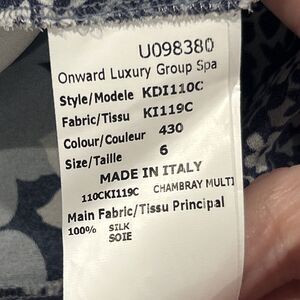 U098380
Onward Luxury Group Spa
Style/Modele KDI110C
Fabric/Tissu KI119C
Colour/Couleur 430
Size/Taille 6
MADE IN ITALY
110CKI119C CHAMBRAY MULTI
Main Fabric/Tissu Principal
100% SILK
SOIE